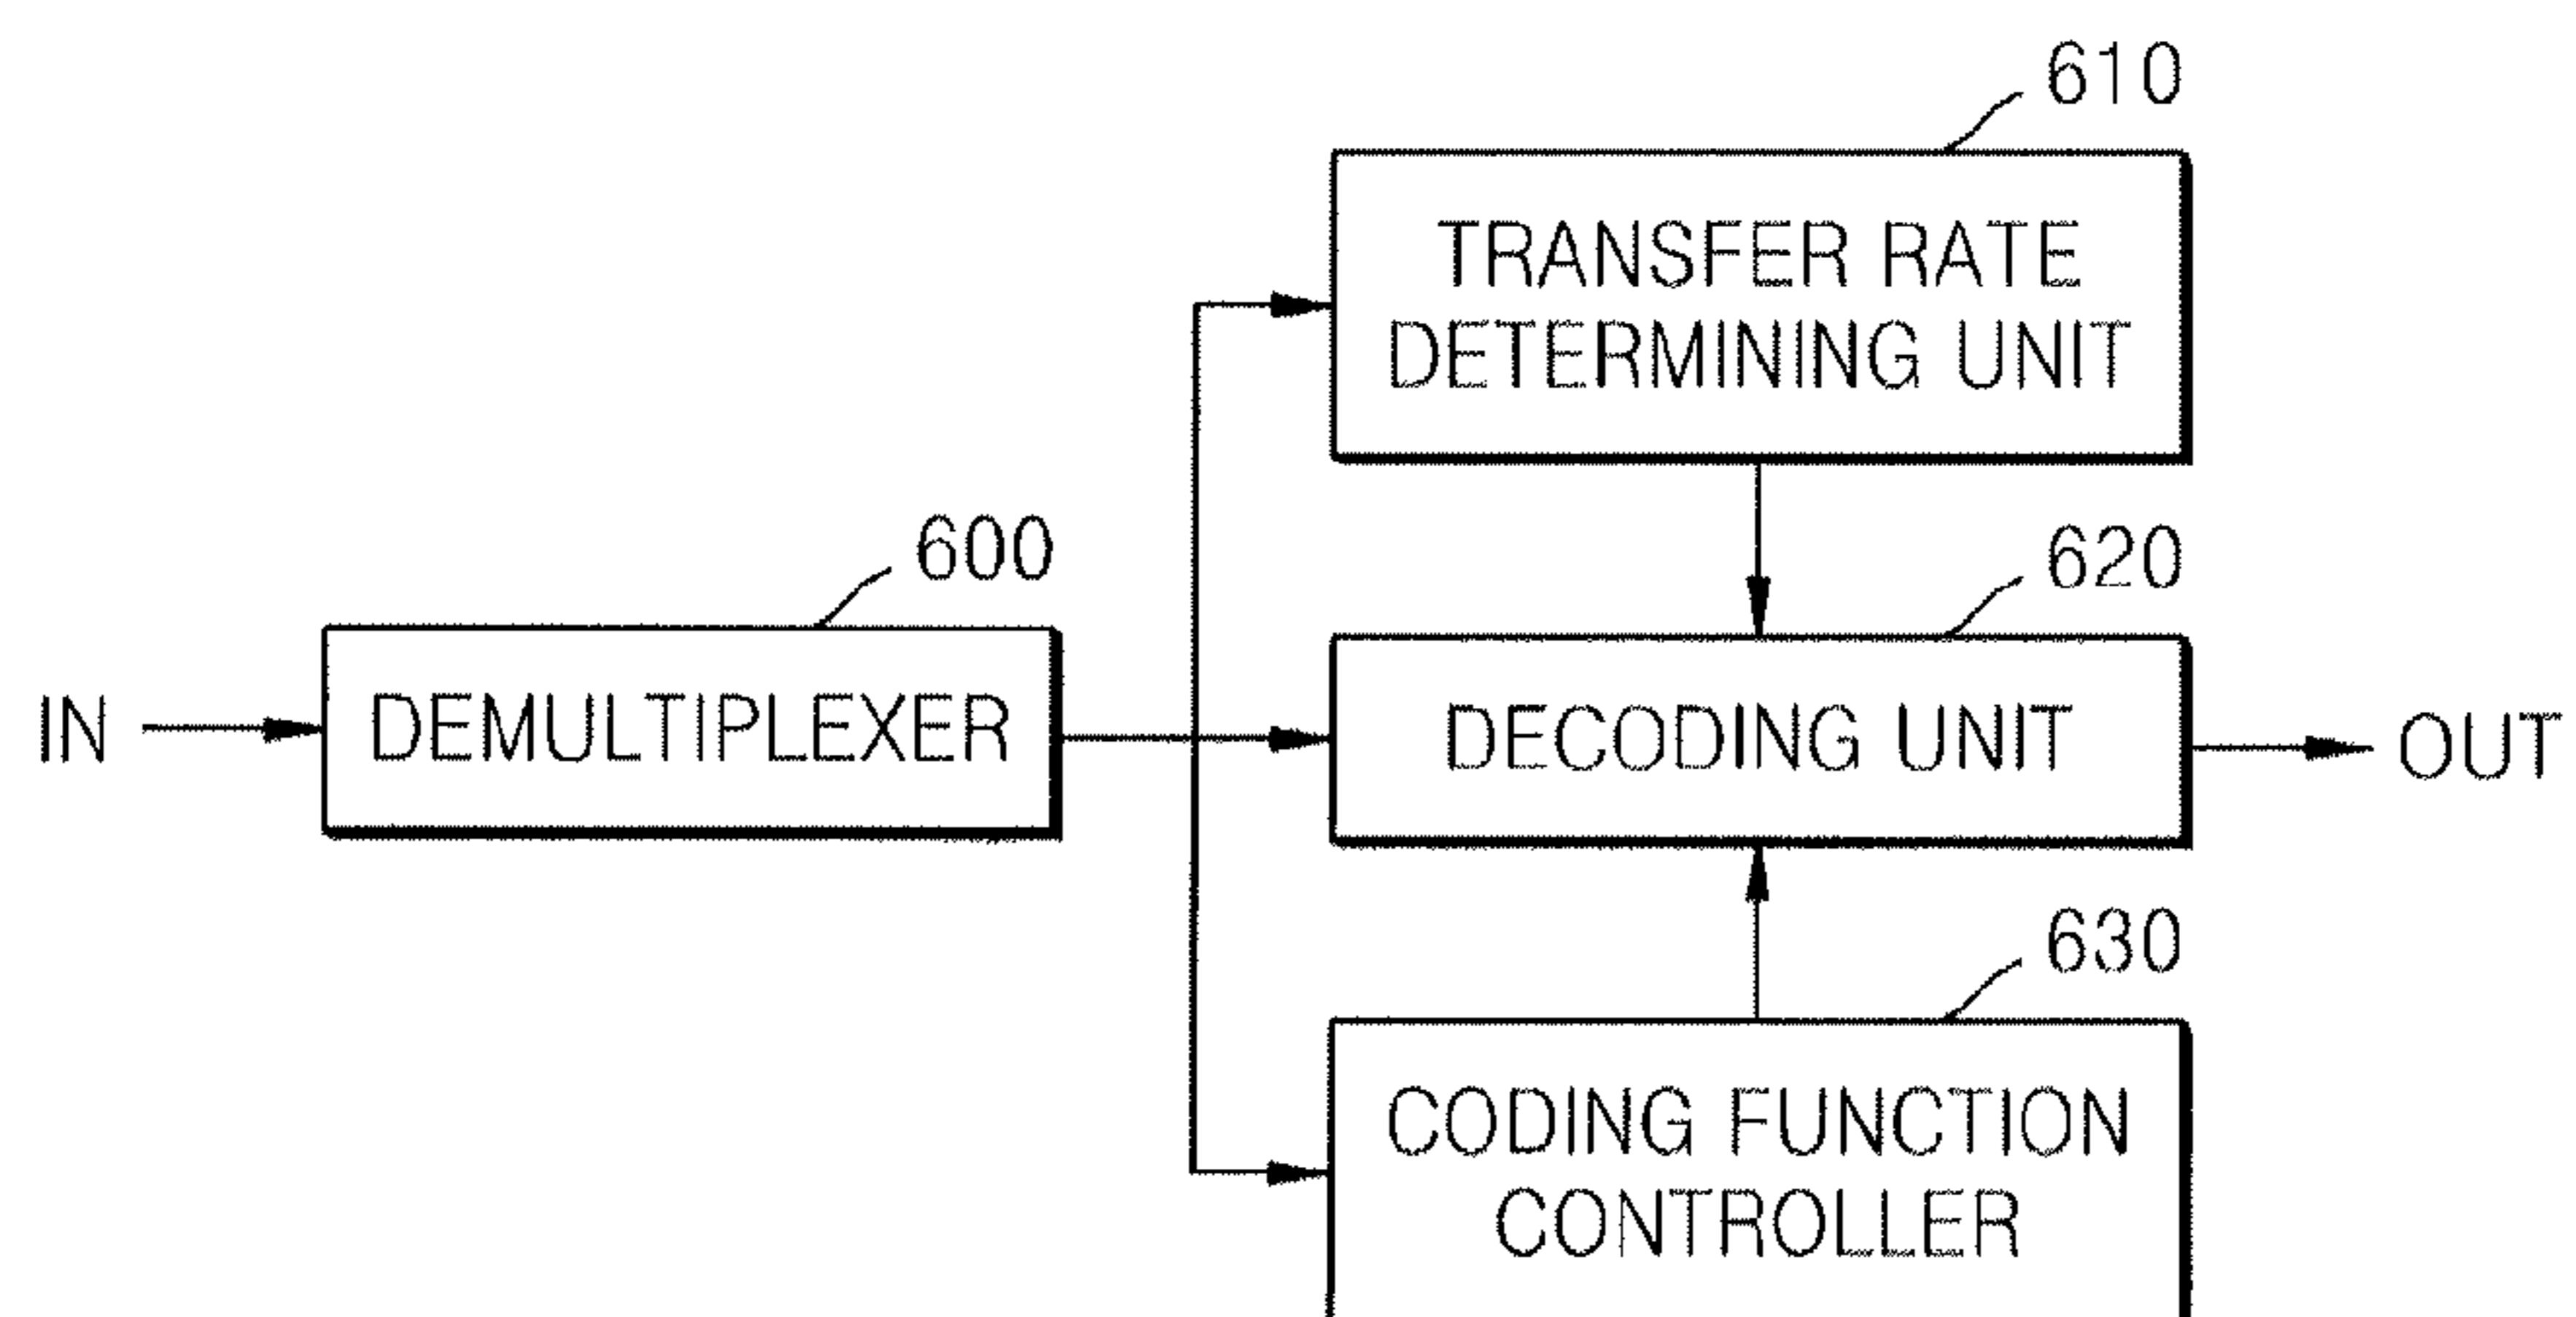 610
TRANSFER RATE
DETERMINING UNIT
600
620
IN
DEMULTIPLEXER
DECODING UNIT
OUT
630
CODING FUNCTION
CONTROLLER